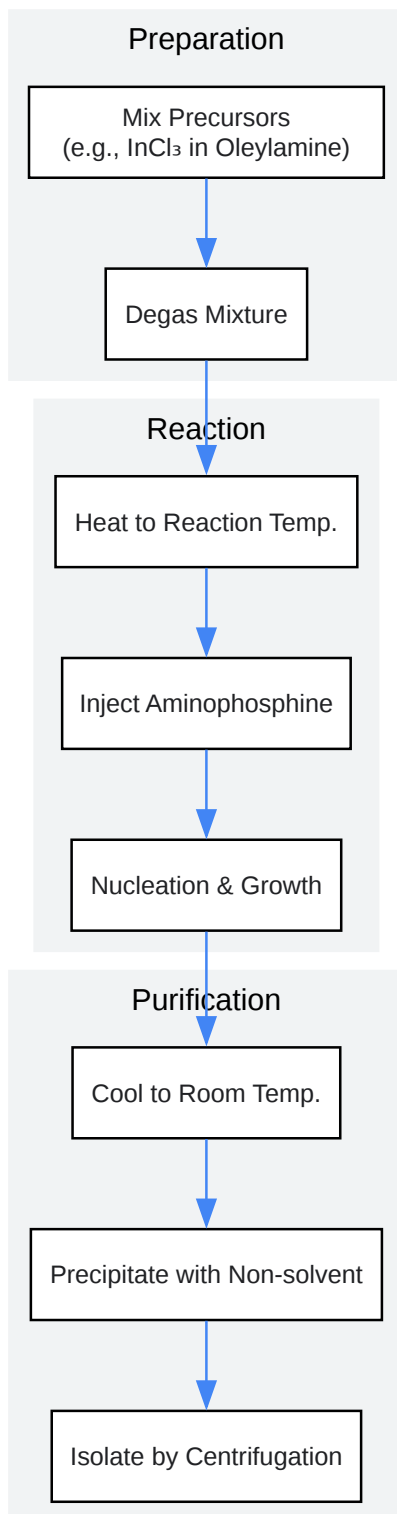 Preparation
Mix Precursors
(e.g., InCl₃ in Oleylamine)
Degas Mixture
Reaction
Heat to Reaction Temp.
Inject Aminophosphine
Nucleation & Growth
Purification
Cool to Room Temp.
Precipitate with Non-solvent
Isolate by Centrifugation